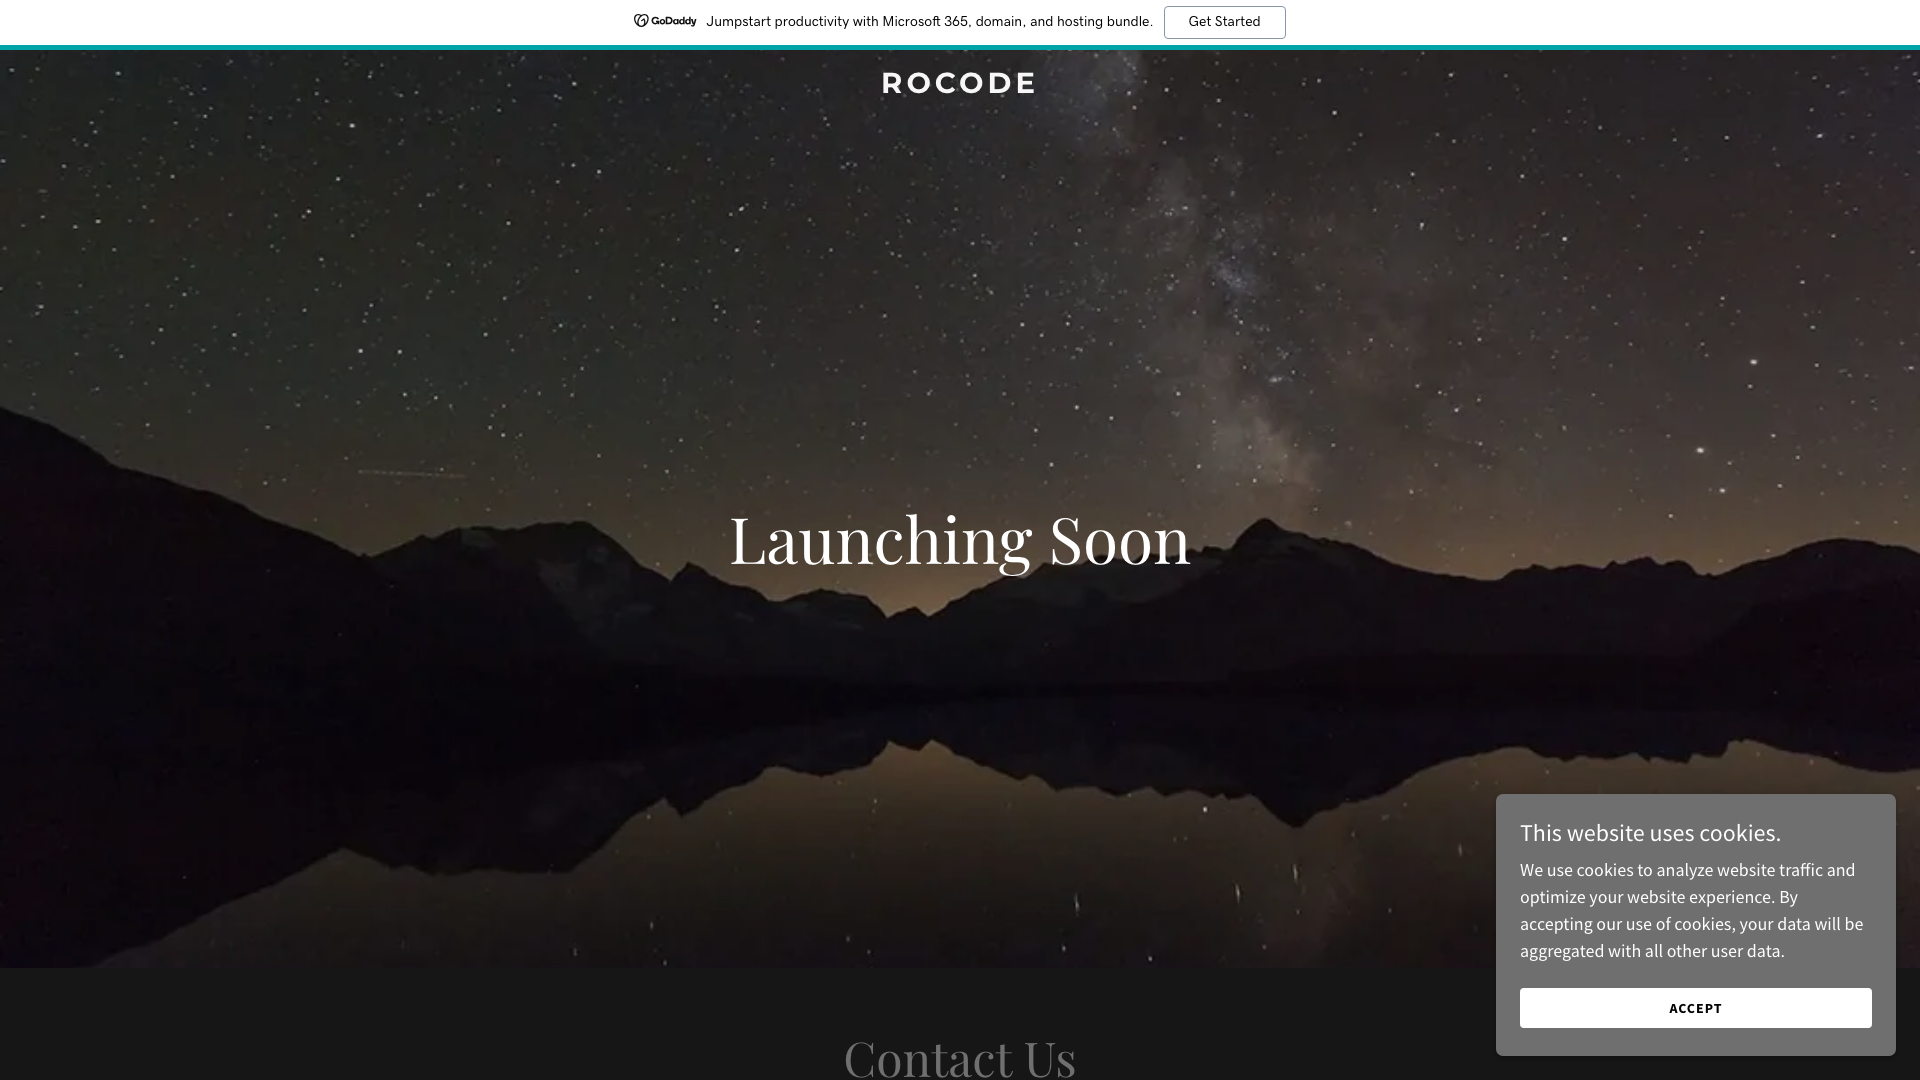 GoDaddy Jumpstart productivity with Microsoft 365, domain, and hosting bundle. Get Started
ROCODE
Launching Soon
This website uses cookies.
We use cookies to analyze website traffic and
optimize your website experience. By
accepting our use of cookies, your data will be
aggregated with all other user data.
ACCEPT
Contact Us